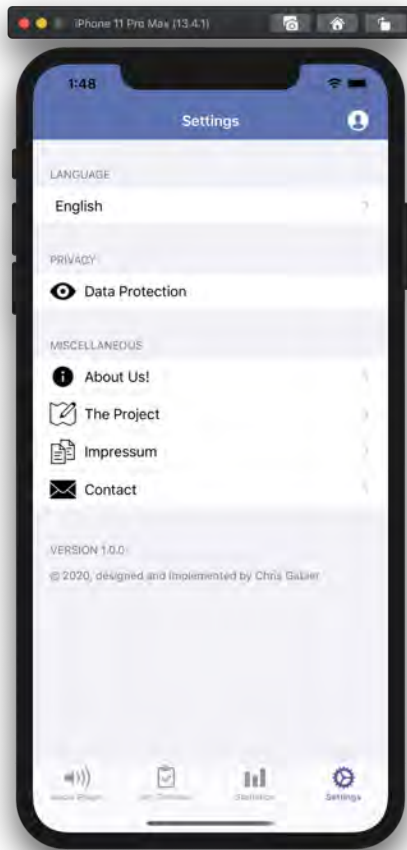 iPhone 11 Pro Max (13.4.1)
1:48
Settings
LANGUAGE
English
PRIVACY
Data Protection
MISCELLANEOUS
About Us!
The Project
Impressum
Contact
VERSION 1.0.0
© 2020, designed and implemented by Chris
Statistics
Settings